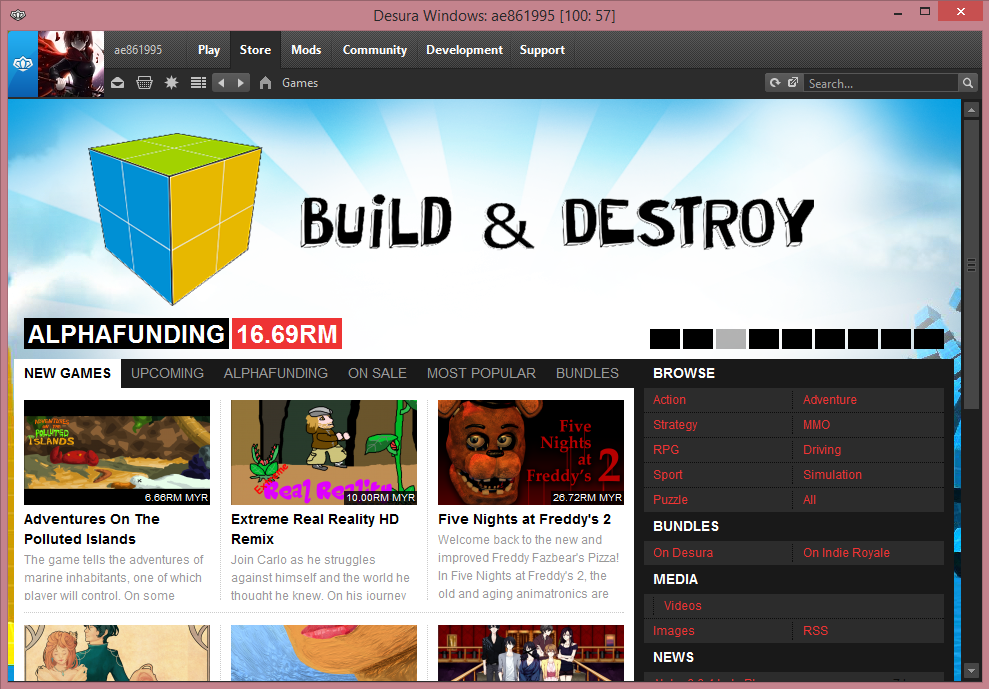 Desura Windows: ae861995 [100: 57]
ae861995
Play
Store
Mods
Community
Development
Support
Games
Search...
BUiLD & DESTROY
ALPHAFUNDING 16.69RM
NEW GAMES
UPCOMING
ALPHAFUNDING
ON SALE
MOST POPULAR
BUNDLES
ADVENTURES
POLLUTED
ISLANDS
6.66RM MYR
Adventures On The
Polluted Islands
The game tells the adventures of
marine inhabitants, one of which
player will control. On some
Extreme
Real Reality
10.00RM MYR
Extreme Real Reality HD
Remix
Join Carlo as he struggles
against himself and the world he
thought he knew. On his journey
Five
Nights
at
Freddy's 2
26.72RM MYR
Five Nights at Freddy's 2
Welcome back to the new and
improved Freddy Fazbear's Pizza!
In Five Nights at Freddy's 2, the
old and aging animatronics are
BROWSE
Action
Adventure
Strategy
MMO
RPG
Driving
Sport
Simulation
Puzzle
All
BUNDLES
On Desura
On Indie Royale
MEDIA
Videos
Images
RSS
NEWS